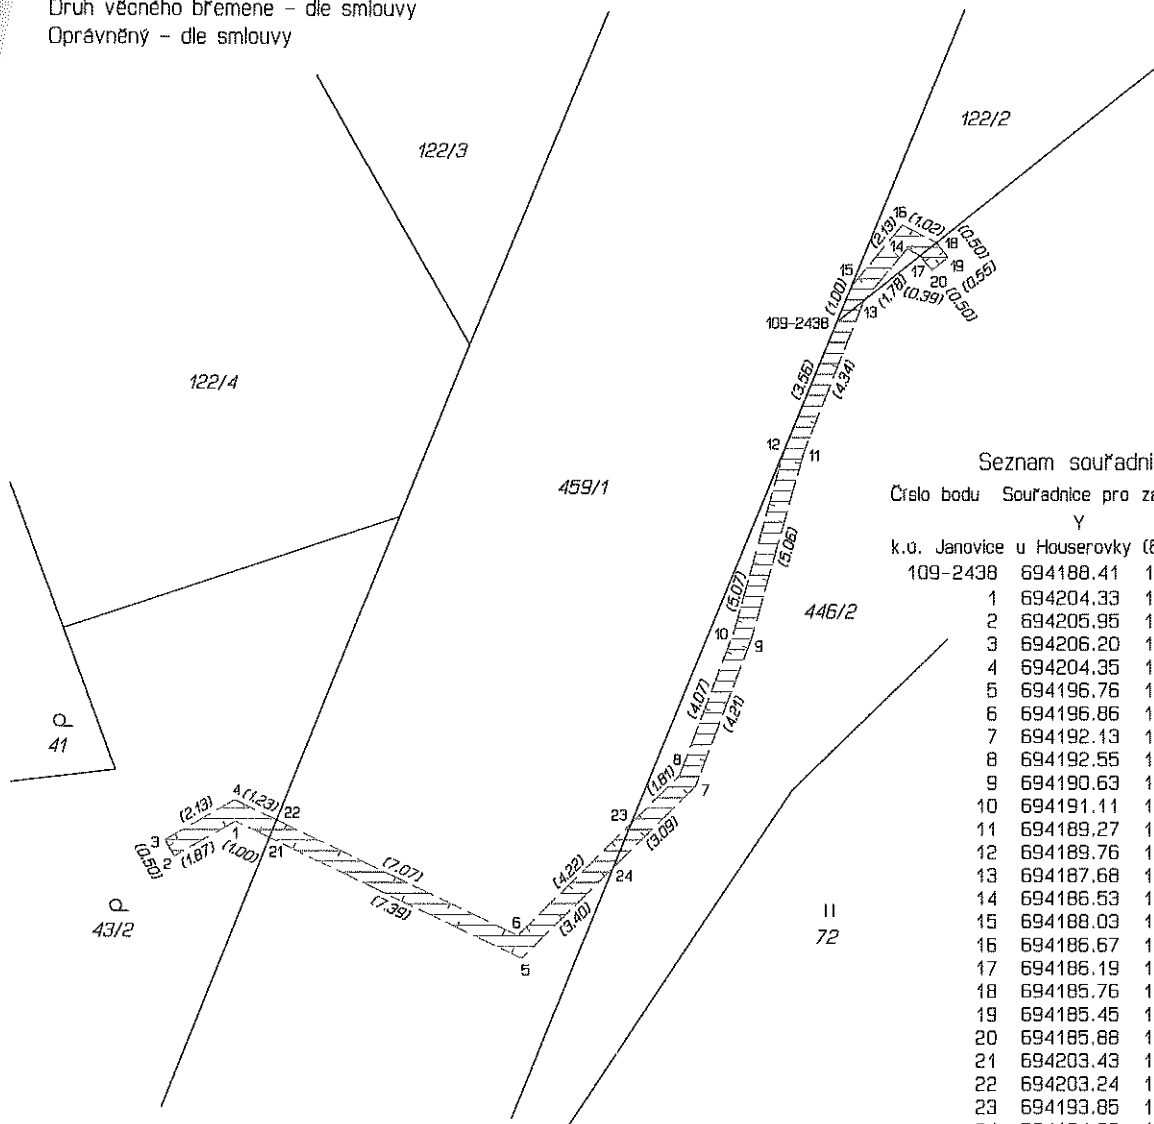 Druh věcného břemene – dle smlouvy
Oprávněný – dle smlouvy
122/3
122/2
122/4
459/1
446/2
41
43/2
72
16
(1.02)
(2.13)
14
18
(0.50)
19
(0.55)
17
20
(0.50)
15
(1.00)
13
(1.78)
(0.39)
109-2438
(3.56)
(4.34)
12
11
(5.06)
(5.07)
10
9
(4.07)
(4.21)
8
(1.81)
7
23
(3.09)
24
(4.22)
(3.40)
4
(1.23)
22
(2.13)
3
(0.50)
2
(1.87)
1
(1.00)
21
(7.07)
(7.39)
6
5
Seznam souřadni
Číslo bodu Souřadnice pro za
Y
k.ú. Janovice u Houserovky (6
109-2438 694188.41 1
1 694204.33 1
2 694205.95 1
3 694206.20 1
4 694204.35 1
5 694196.76 1
6 694196.86 1
7 694192.13 1
8 694192.55 1
9 694190.63 1
10 694191.11 1
11 694189.27 1
12 694189.76 1
13 694187.68 1
14 694186.53 1
15 694188.03 1
16 694186.67 1
17 694186.19 1
18 694185.76 1
19 694185.45 1
20 694185.88 1
21 694203.43 1
22 694203.24 1
23 694193.85 1